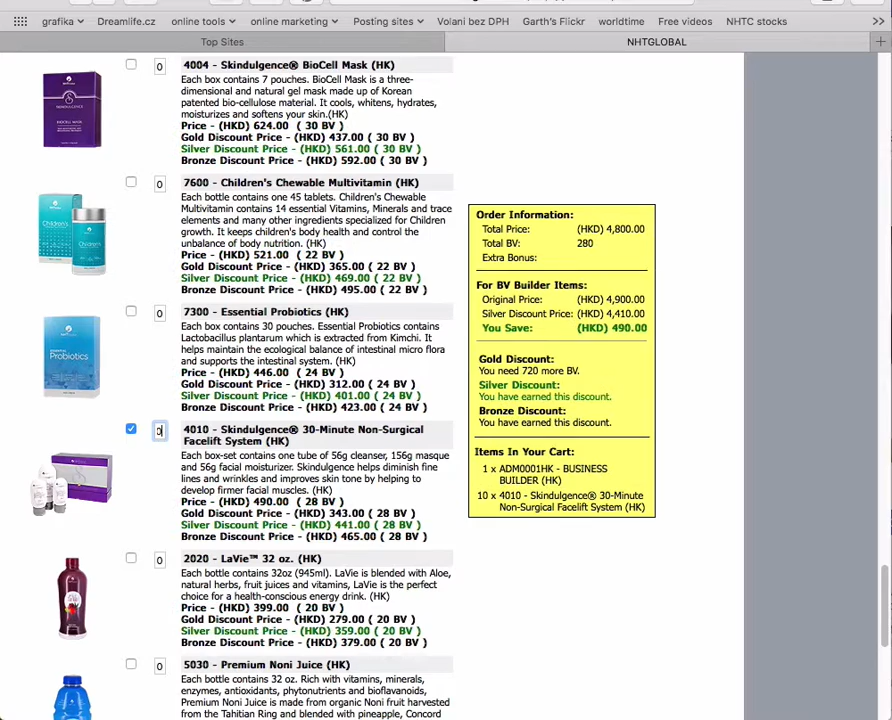 grafika
Dreamlife.cz
online tools
online marketing
Posting sites
Volani bez DPH
Garth's Flickr
worldtime
Free videos
NHTC stocks
>>
Top Sites
NHTGLOBAL
+
0
4004 - Skindulgence® BioCell Mask (HK)
Each box contains 7 pouches. BioCell Mask is a three-
dimensional and natural gel mask made up of Korean
patented bio-cellulose material. It cools, whitens, hydrates,
moisturizes and softens your skin.(HK)
Price - (HKD) 624.00 ( 30 BV )
Gold Discount Price - (HKD) 437.00 ( 30 BV )
Silver Discount Price - (HKD) 561.00 ( 30 BV )
Bronze Discount Price - (HKD) 592.00 ( 30 BV )
0
7600 - Children's Chewable Multivitamin (HK)
Each bottle contains one 45 tablets. Children's Chewable
Multivitamin contains 14 essential Vitamins, Minerals and trace
elements and many other ingredients specialized for Children
growth. It keeps children's body health and control the
unbalance of body nutrition. (HK)
Price - (HKD) 521.00 ( 22 BV )
Gold Discount Price - (HKD) 365.00 ( 22 BV )
Silver Discount Price - (HKD) 469.00 ( 22 BV )
Bronze Discount Price - (HKD) 495.00 ( 22 BV )
Probiotics
0
7300 - Essential Probiotics (HK)
Each box contains 30 pouches. Essential Probiotics contains
Lactobacillus plantarum which is extracted from Kimchi. It
helps maintain the ecological balance of intestinal micro flora
and supports the intestinal system. (HK)
Price - (HKD) 446.00 ( 24 BV )
Gold Discount Price - (HKD) 312.00 ( 24 BV )
Silver Discount Price - (HKD) 401.00 ( 24 BV )
Bronze Discount Price - (HKD) 423.00 ( 24 BV )
4010 - Skindulgence® 30-Minute Non-Surgical
Facelift System (HK)
Each box-set contains one tube of 56g cleanser, 156g masque
and 56g facial moisturizer. Skindulgence helps diminish fine
lines and wrinkles and improves skin tone by helping to
develop firmer facial muscles. (HK)
Price - (HKD) 490.00 ( 28 BV )
Gold Discount Price - (HKD) 343.00 ( 28 BV )
Silver Discount Price - (HKD) 441.00 ( 28 BV )
Bronze Discount Price - (HKD) 465.00 ( 28 BV )
0
2020 - LaVie™ 32 oz. (HK)
Each bottle contains 32oz (945ml). LaVie is blended with Aloe,
natural herbs, fruit juices and vitamins, LaVie is the perfect
choice for a health-conscious energy drink. (HK)
Price - (HKD) 399.00 ( 20 BV )
Gold Discount Price - (HKD) 279.00 ( 20 BV )
Silver Discount Price - (HKD) 359.00 ( 20 BV )
Bronze Discount Price - (HKD) 379.00 ( 20 BV )
0
5030 - Premium Noni Juice (HK)
Each bottle contains 32 oz. Rich with vitamins, minerals,
enzymes, antioxidants, phytonutrients and bioflavanoids,
Premium Noni Juice is made from organic Noni fruit harvested
from the Tahitian Ring and blended with pineapple, Concord
Order Information:
Total Price: (HKD) 4,800.00
Total BV: 280
Extra Bonus:
For BV Builder Items:
Original Price: (HKD) 4,900.00
Silver Discount Price: (HKD) 4,410.00
You Save: (HKD) 490.00
Gold Discount:
You need 720 more BV.
Silver Discount:
You have earned this discount.
Bronze Discount:
You have earned this discount.
Items In Your Cart:
1 x ADM0001HK - BUSINESS
BUILDER (HK)
10 x 4010 - Skindulgence® 30-Minute
Non-Surgical Facelift System (HK)